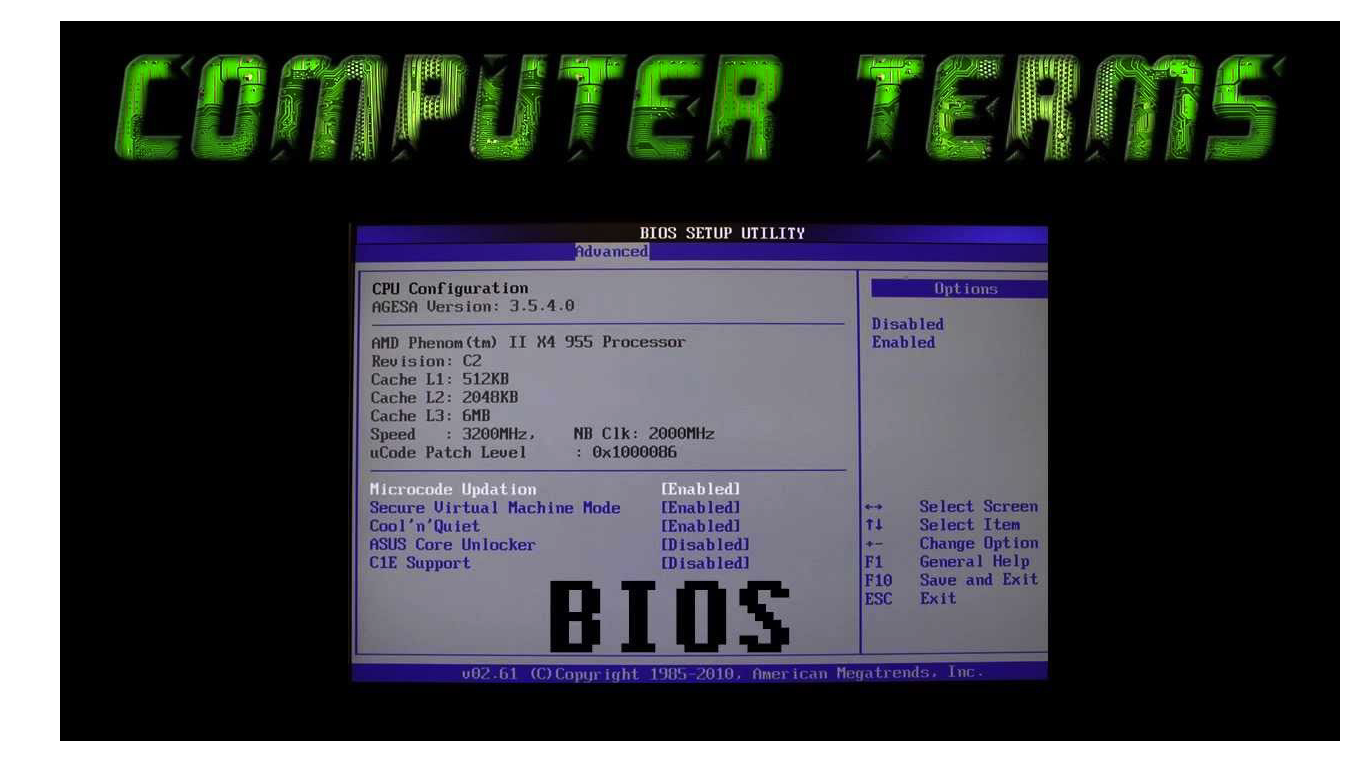 COMPUTER TERMS
BIOS SETUP UTILITY
Advanced
CPU Configuration
AGESA Version: 3.5.4.0
AMD Phenom(tm) II X4 955 Processor
Revision: C2
Cache L1: 512KB
Cache L2: 2048KB
Cache L3: 6MB
Speed : 3200MHz, NB Clk: 2000MHz
uCode Patch Level : 0x1000086
Microcode Updation [Enabled]
Secure Virtual Machine Mode [Enabled]
Cool'n'Quiet [Enabled]
ASUS Core Unlocker [Disabled]
C1E Support [Disabled]
Options
Disabled
Enabled
←→ Select Screen
↑↓ Select Item
+- Change Option
F1 General Help
F10 Save and Exit
ESC Exit
BIOS
v02.61 (C)Copyright 1985-2010, American Megatrends, Inc.